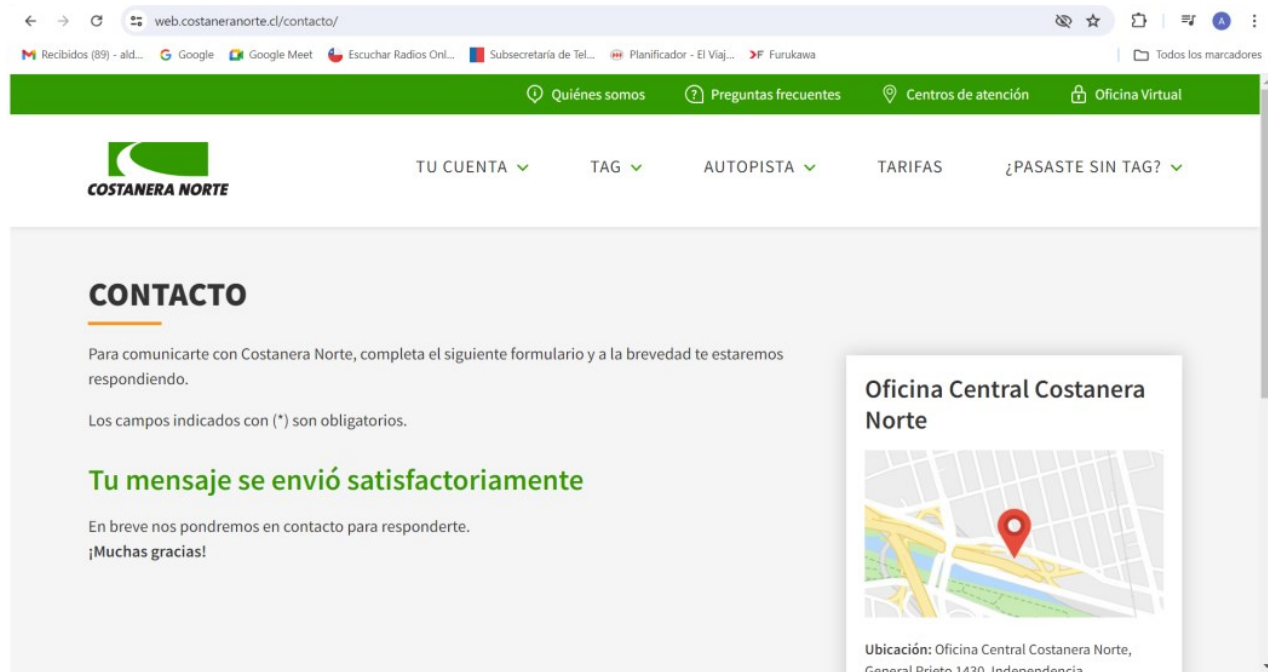 web.costaneranorte.cl/contacto/
Recibidos (89) - ald...
Google
Google Meet
Escuchar Radios Onl...
Subsecretaría de Tel...
Planificador - El Viaj...
Furukawa
Todos los marcadores
Quiénes somos
Preguntas frecuentes
Centros de atención
Oficina Virtual
COSTANERA NORTE
TU CUENTA
TAG
AUTOPISTA
TARIFAS
¿PASASTE SIN TAG?
CONTACTO
Para comunicarte con Costanera Norte, completa el siguiente formulario y a la brevedad te estaremos
respondiendo.
Los campos indicados con (*) son obligatorios.
Tu mensaje se envió satisfactoriamente
En breve nos pondremos en contacto para responderte.
¡Muchas gracias!
Oficina Central Costanera
Norte
Ubicación: Oficina Central Costanera Norte,
General Prieto 1430, Independencia